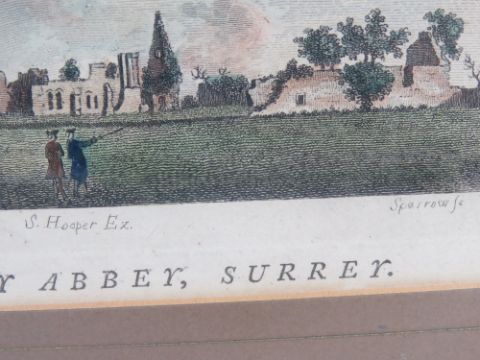 S. Hooper Ex.
Sparrow sc
Y ABBEY, SURREY.